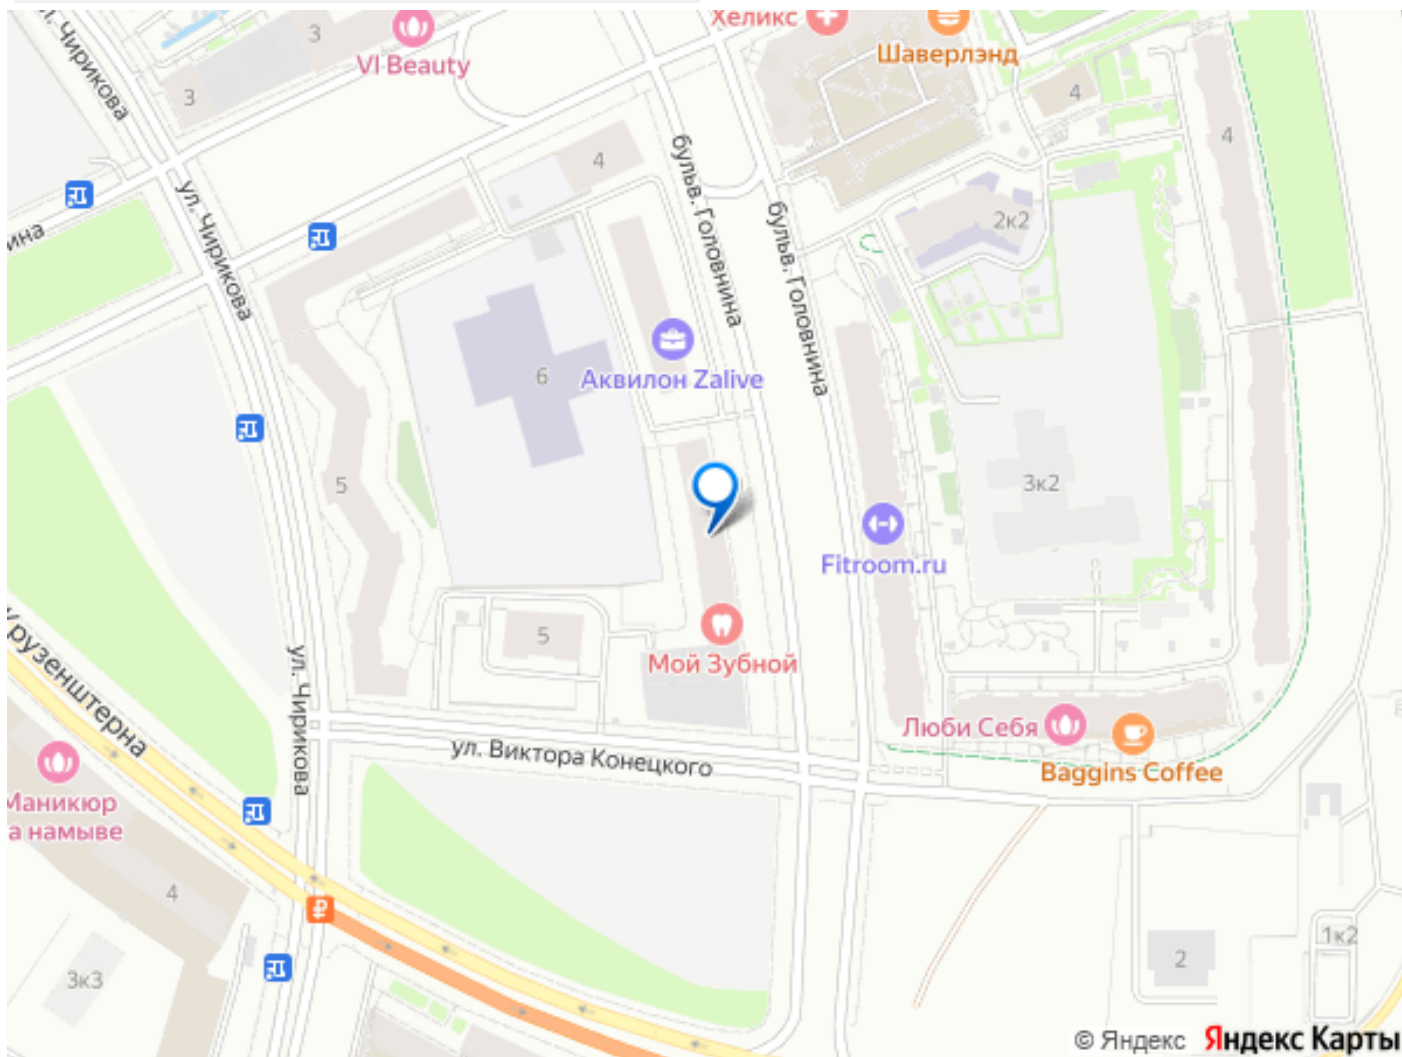 ул. Чирикова
3
VI Beauty
Хеликс
Шаверлэнд
3
4
4
4
бульв. Головнина
ул. Чирикова
бульв. Головнина
2к2
6
Аквилон Zalive
5
3к2
Fitroom.ru
5
Мой Зубной
Крузенштерна
ул. Чирикова
ул. Виктора Конецкого
Люби Себя
Baggins Coffee
Маникюр
а намыве
4
3к3
2
1к2
© Яндекс Яндекс Карты